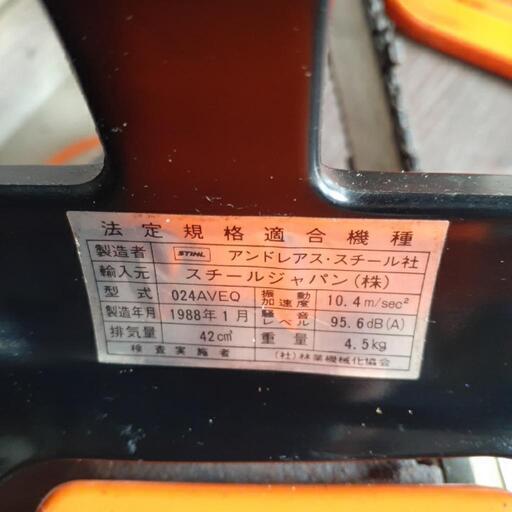 法定規格適合機種
製造者 STIHL アンドレアス・スチール社
輸入元 スチールジャパン(株)
型式 024AVEQ 振動加速度 10.4m/sec²
製造年月 1988年1月 騒音レベル 95.6dB(A)
排気量 42cm³ 重量 4.5kg
検査実施者 (社)林業機械化協会